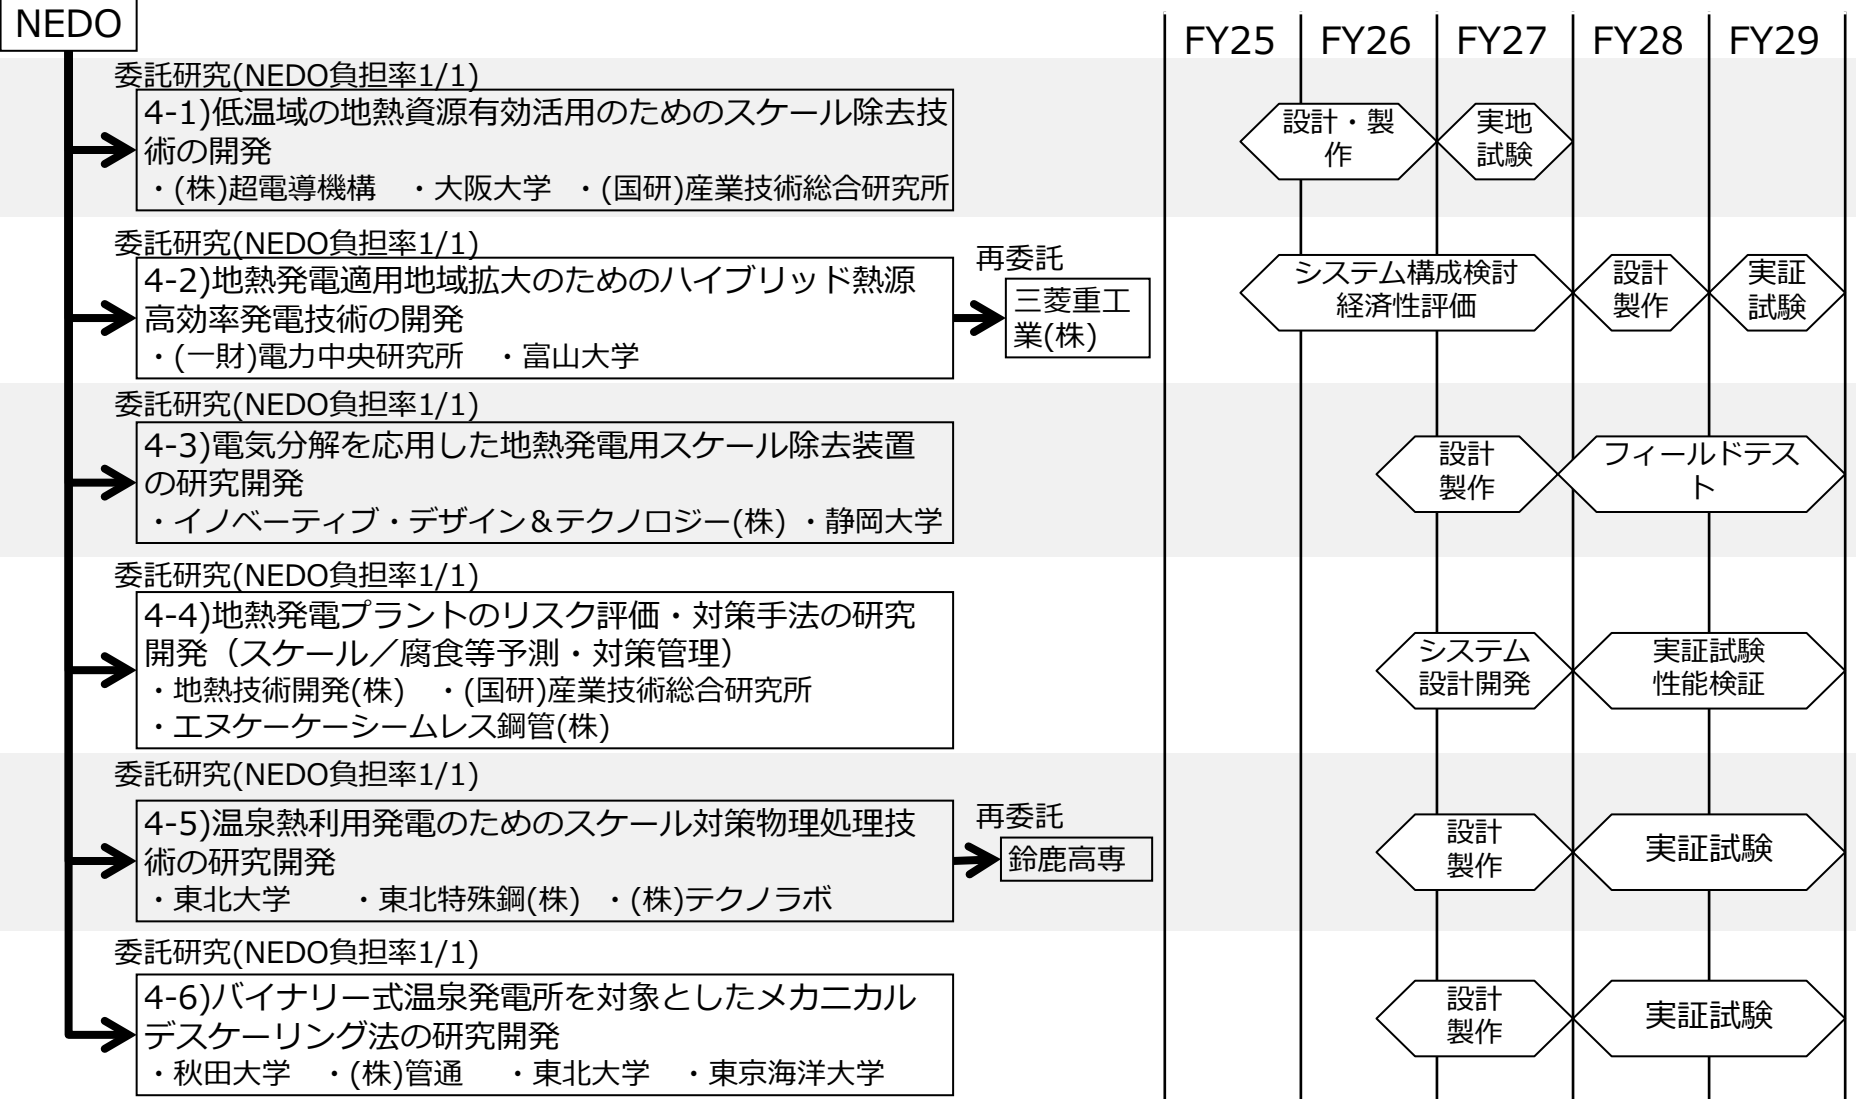 NEDO
FY25 FY26 FY27 FY28 FY29
委託研究(NEDO負担率1/1)
4-1)低温域の地熱資源有効活用のためのスケール除去技
術の開発
・(株)超電導機構 ・大阪大学 ・(国研)産業技術総合研究所
設計・製
作
実地
試験
委託研究(NEDO負担率1/1)
4-2)地熱発電適用地域拡大のためのハイブリッド熱源
高効率発電技術の開発
・(一財)電力中央研究所 ・富山大学
再委託
三菱重工
業(株)
システム構成検討
経済性評価
設計
製作
実証
試験
委託研究(NEDO負担率1/1)
4-3)電気分解を応用した地熱発電用スケール除去装置
の研究開発
・イノベーティブ・デザイン＆テクノロジー(株) ・静岡大学
設計
製作
フィールドテス
ト
委託研究(NEDO負担率1/1)
4-4)地熱発電プラントのリスク評価・対策手法の研究
開発（スケール／腐食等予測・対策管理）
・地熱技術開発(株) ・(国研)産業技術総合研究所
・エヌケーケーシームレス鋼管(株)
システム
設計開発
実証試験
性能検証
委託研究(NEDO負担率1/1)
4-5)温泉熱利用発電のためのスケール対策物理処理技
術の研究開発
・東北大学 ・東北特殊鋼(株) ・(株)テクノラボ
再委託
鈴鹿高専
設計
製作
実証試験
委託研究(NEDO負担率1/1)
4-6)バイナリー式温泉発電所を対象としたメカニカル
デスケーリング法の研究開発
・秋田大学 ・(株)管通 ・東北大学 ・東京海洋大学
設計
製作
実証試験